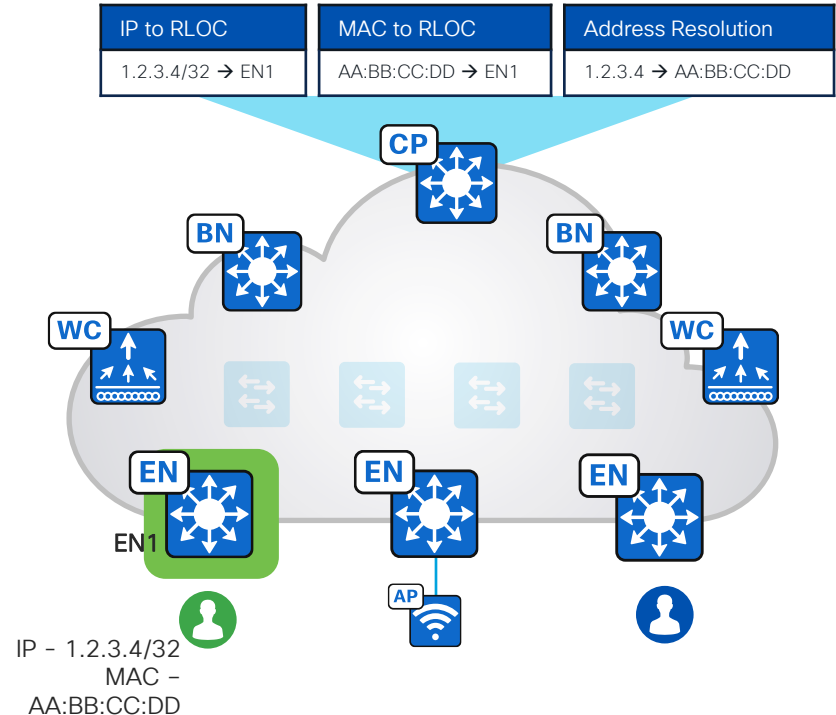 IP to RLOC
MAC to RLOC
Address Resolution
1.2.3.4/32 → EN1
AA:BB:CC:DD → EN1
1.2.3.4 → AA:BB:CC:DD
CP
BN
BN
WC
WC
EN
EN
EN
EN1
AP
IP - 1.2.3.4/32
MAC –
AA:BB:CC:DD